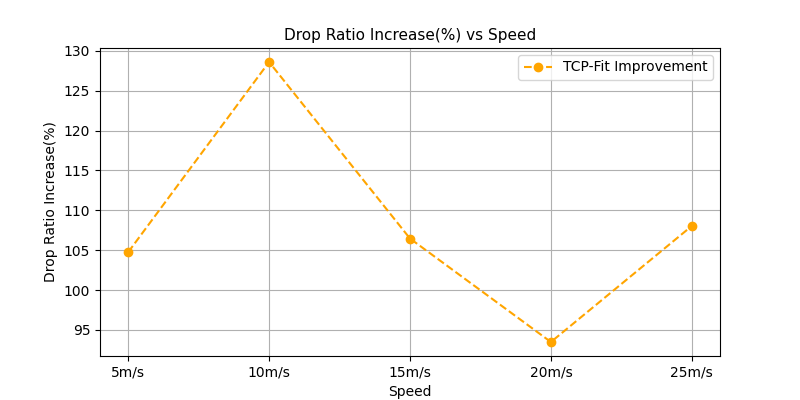 Drop Ratio Increase(%) vs Speed
Drop Ratio Increase(%)
130
125
120
115
110
105
100
95
TCP-Fit Improvement
5m/s
10m/s
15m/s
20m/s
25m/s
Speed